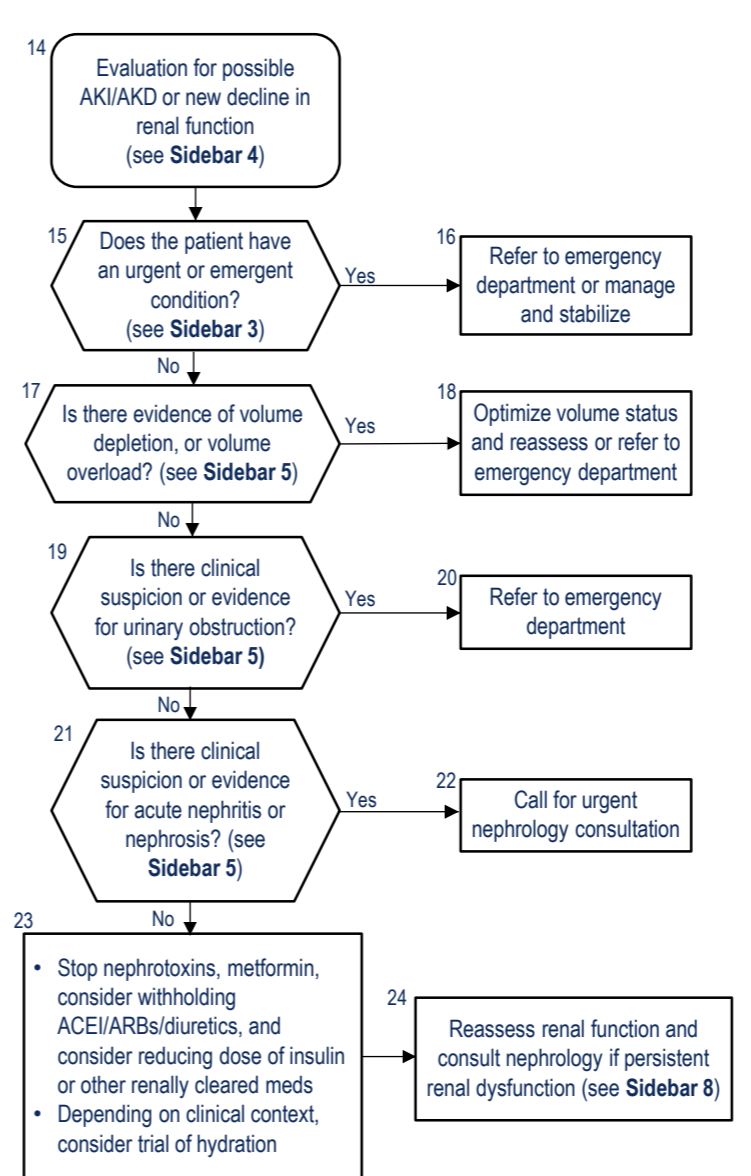 14
Evaluation for possible
AKI/AKD or new decline in
renal function
(see Sidebar 4)
15
Does the patient have
an urgent or emergent
condition?
(see Sidebar 3)
Yes
16
Refer to emergency
department or manage
and stabilize
No
17
Is there evidence of volume
depletion, or volume
overload? (see Sidebar 5)
Yes
18
Optimize volume status
and reassess or refer to
emergency department
No
19
Is there clinical
suspicion or evidence
for urinary obstruction?
(see Sidebar 5)
Yes
20
Refer to emergency
department
No
21
Is there clinical
suspicion or evidence
for acute nephritis or
nephrosis? (see
Sidebar 5)
Yes
22
Call for urgent
nephrology consultation
No
23
• Stop nephrotoxins, metformin,
consider withholding
ACEI/ARBs/diuretics, and
consider reducing dose of insulin
or other renally cleared meds
• Depending on clinical context,
consider trial of hydration
24
Reassess renal function and
consult nephrology if persistent
renal dysfunction (see Sidebar 8)